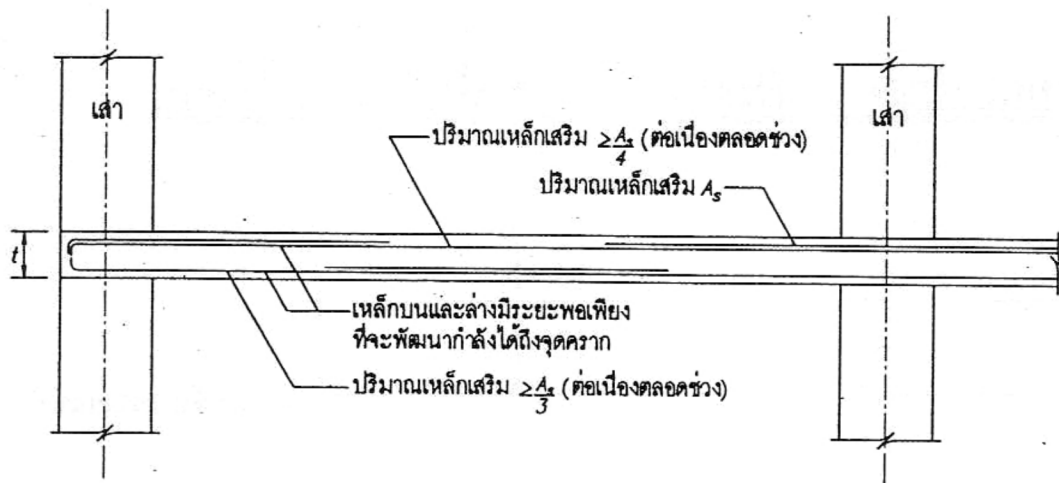 เสา
เสา
ปริมาณเหล็กเสริม ≥ A_s/4 (ต่อเนื่องตลอดช่วง)
ปริมาณเหล็กเสริม A_s
t
เหล็กบนและล่างมีระยะพอเพียง
ที่จะพัฒนากำลังได้ถึงจุดคราก
ปริมาณเหล็กเสริม ≥ A_s/3 (ต่อเนื่องตลอดช่วง)